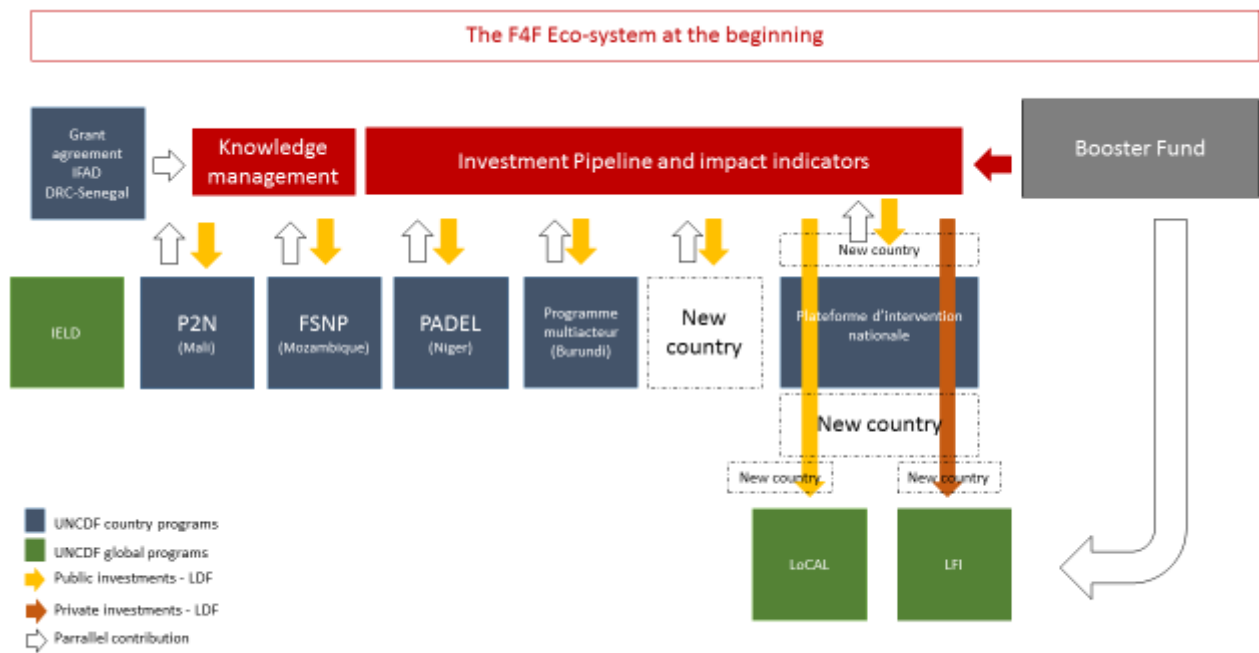 The F4F Eco-system at the beginning
Grant
agreement
IFAD
DRC-Senegal
Knowledge
management
Investment Pipeline and impact indicators
Booster Fund
New country
IELD
P2N
(Mali)
FSNP
(Mozambique)
PADEL
(Niger)
Programme
multiacteur
(Burundi)
New
country
Plateforme d'intervention
nationale
New country
New country
New country
LoCAL
LFI
UNCDF country programs
UNCDF global programs
Public investments - LDF
Private investments - LDF
Parrallel contribution